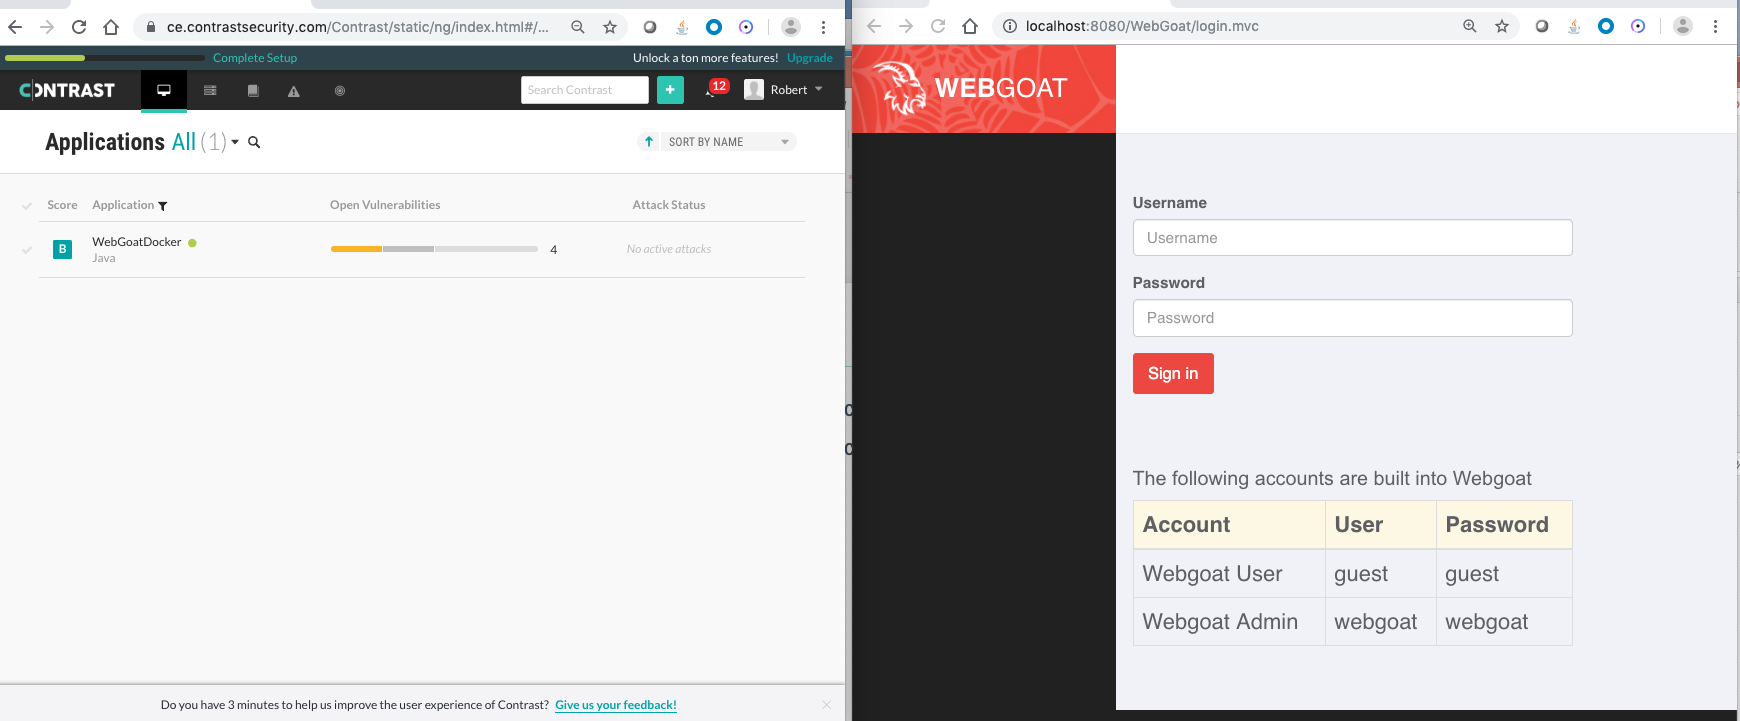 ce.contrastsecurity.com/Contrast/static/ng/index.html#/...
Complete Setup
Unlock a ton more features! Upgrade
CONTRAST
Search Contrast
+
12
Robert
Applications All (1)
SORT BY NAME
Score Application Open Vulnerabilities Attack Status
B WebGoatDocker 4 No active attacks
Java
Do you have 3 minutes to help us improve the user experience of Contrast? Give us your feedback!
localhost:8080/WebGoat/login.mvc
WEBGOAT
Username
Username
Password
Password
Sign in
The following accounts are built into Webgoat
Account User Password
Webgoat User guest guest
Webgoat Admin webgoat webgoat